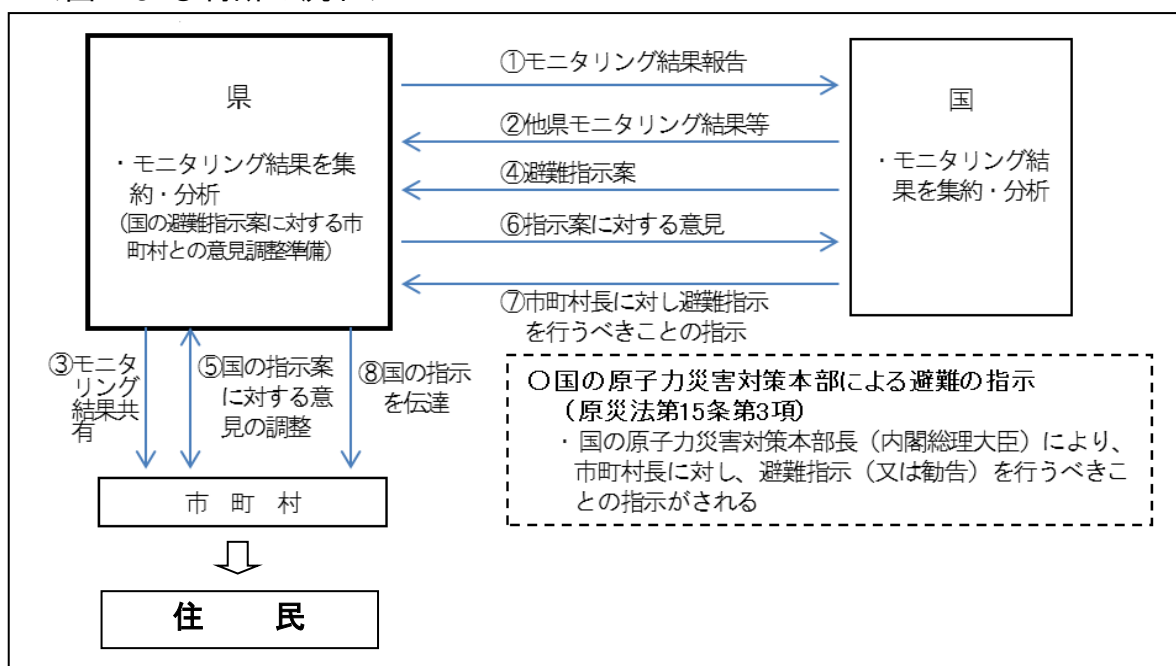 県
・モニタリング結果を集
約・分析
(国の避難指示案に対する市
町村との意見調整準備)
①モニタリング結果報告
②他県モニタリング結果等
④避難指示案
⑥指示案に対する意見
⑦市町村長に対し避難指示
を行うべきことの指示
国
・モニタリング結
果を集約・分析
③モニタ
リング
結果共
有
⑤国の指示案
に対する意
見の調整
⑧国の指示
を伝達
〇国の原子力災害対策本部による避難の指示
（原災法第15条第3項）
・国の原子力災害対策本部長（内閣総理大臣）により、
市町村長に対し、避難指示（又は勧告）を行うべきこ
との指示がされる
市 町 村
住 民